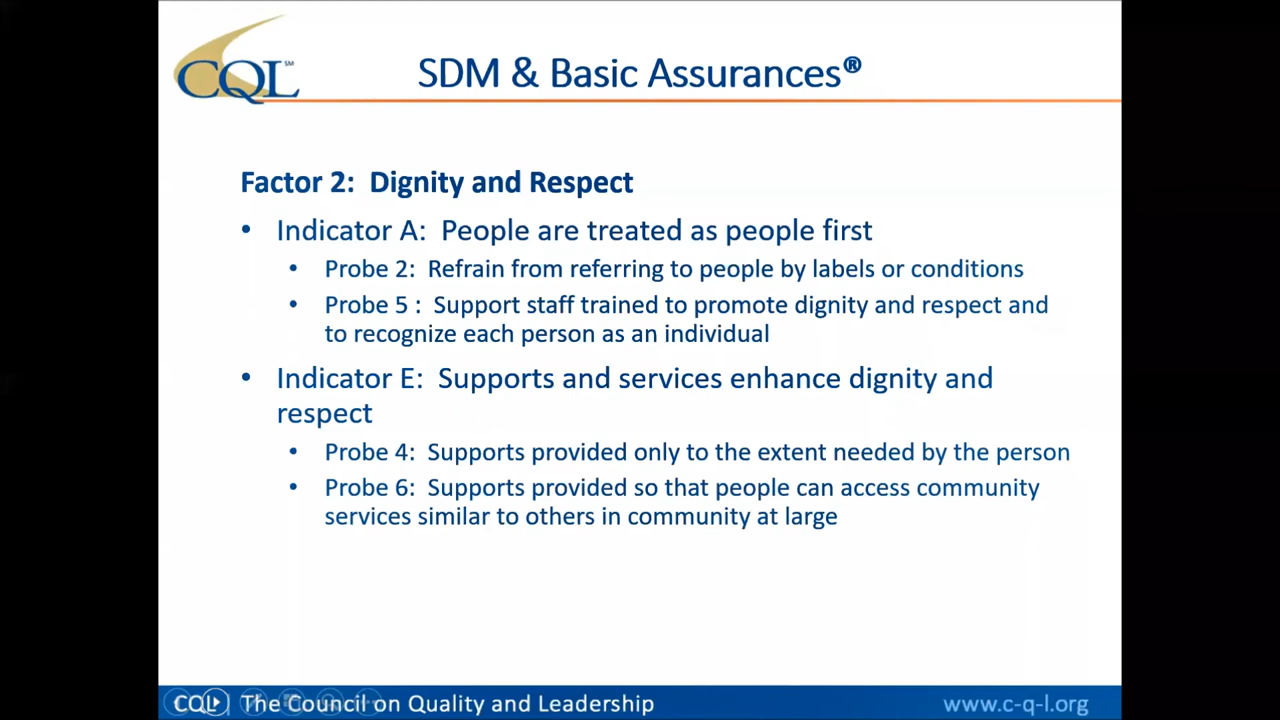 CQL℠
SDM & Basic Assurances®
Factor 2:  Dignity and Respect
• Indicator A:  People are treated as people first
• Probe 2:  Refrain from referring to people by labels or conditions
• Probe 5 :  Support staff trained to promote dignity and respect and
to recognize each person as an individual
• Indicator E:  Supports and services enhance dignity and
respect
• Probe 4:  Supports provided only to the extent needed by the person
• Probe 6:  Supports provided so that people can access community
services similar to others in community at large
CQL | The Council on Quality and Leadership
www.c-q-l.org